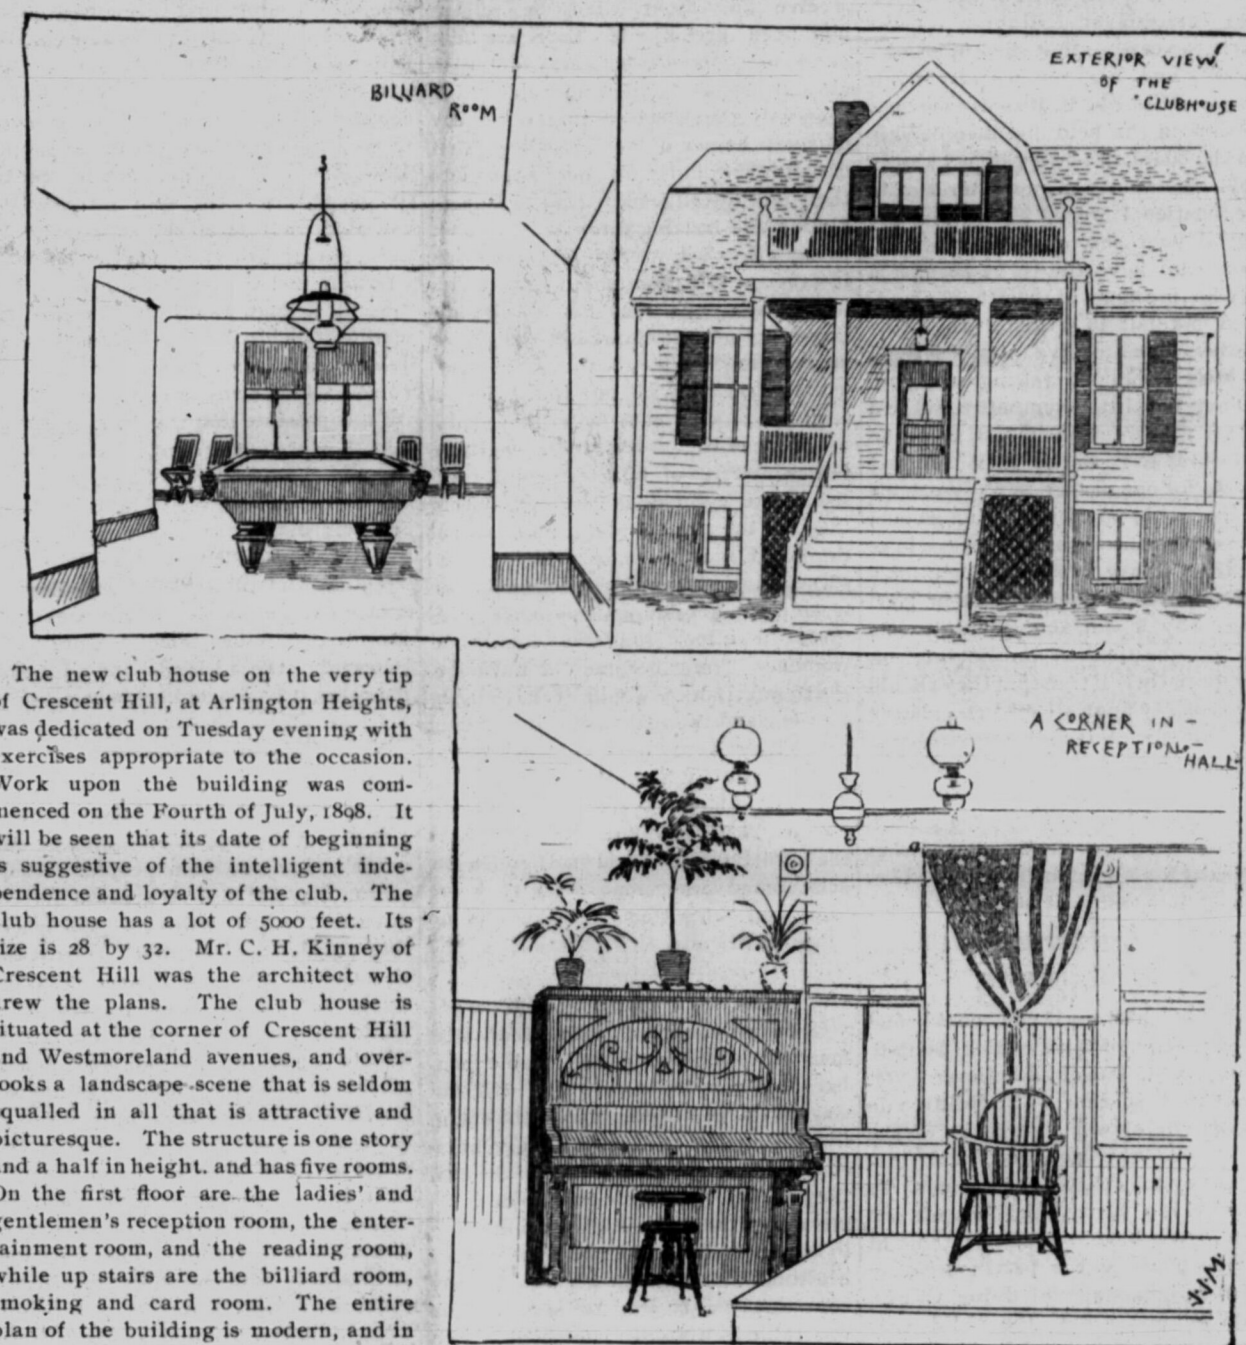 BILLIARD
ROOM
EXTERIOR VIEW
OF THE
CLUBHOUSE
The new club house on the very tip
of Crescent Hill, at Arlington Heights,
was dedicated on Tuesday evening with
exercises appropriate to the occasion.
Work upon the building was com-
menced on the Fourth of July, 1898. It
will be seen that its date of beginning
is suggestive of the intelligent inde-
pendence and loyalty of the club. The
club house has a lot of 5000 feet. Its
size is 28 by 32. Mr. C. H. Kinney of
Crescent Hill was the architect who
drew the plans. The club house is
situated at the corner of Crescent Hill
and Westmoreland avenues, and over-
looks a landscape scene that is seldom
equalled in all that is attractive and
picturesque. The structure is one story
and a half in height. and has five rooms.
On the first floor are the ladies' and
gentlemen's reception room, the enter-
tainment room, and the reading room,
while up stairs are the billiard room,
smoking and card room. The entire
plan of the building is modern, and in
A CORNER IN -
RECEPTION-
HALL
V.V.M.